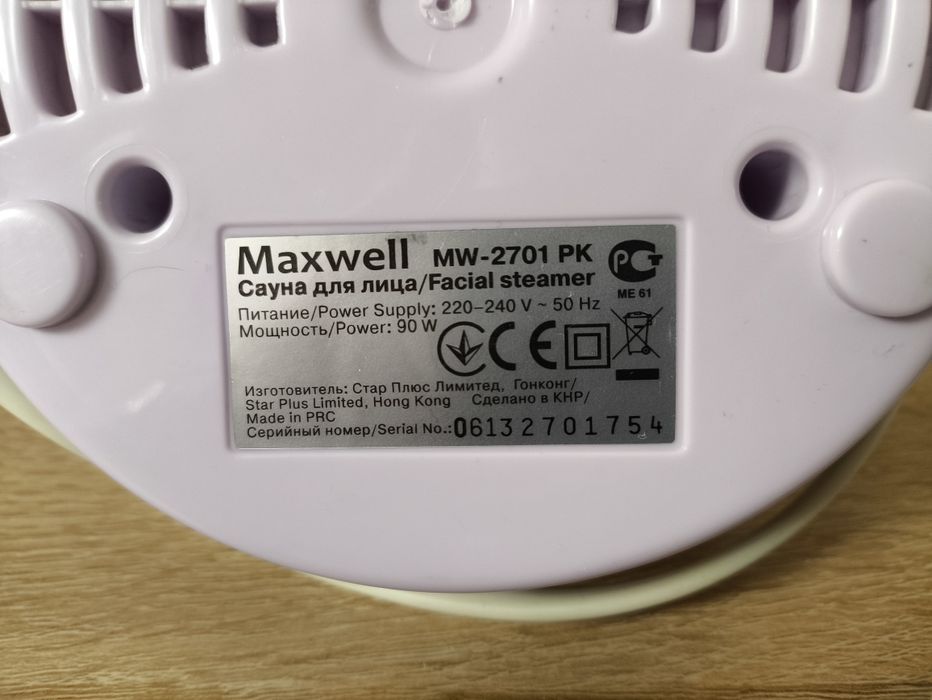 Maxwell MW-2701 PK
Сауна для лица/Facial steamer
ME 61
Питание/Power Supply: 220–240 V ~ 50 Hz
Мощность/Power: 90 W
CE
Изготовитель: Стар Плюс Лимитед, Гонконг/
Star Plus Limited, Hong Kong Сделано в КНР/
Made in PRC
Серийный номер/Serial No.:06132701754